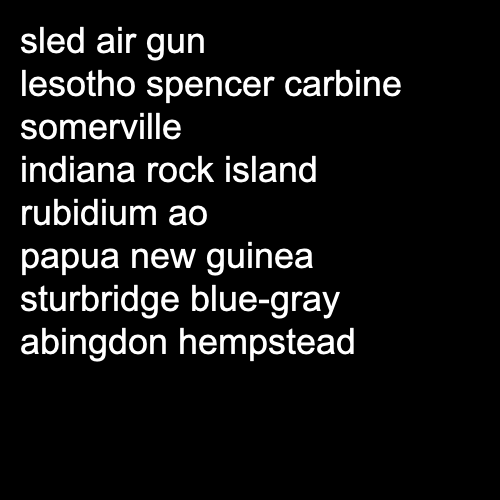 sled air gun
lesotho spencer carbine
somerville
indiana rock island
rubidium ao
papua new guinea
sturbridge blue-gray
abingdon hempstead